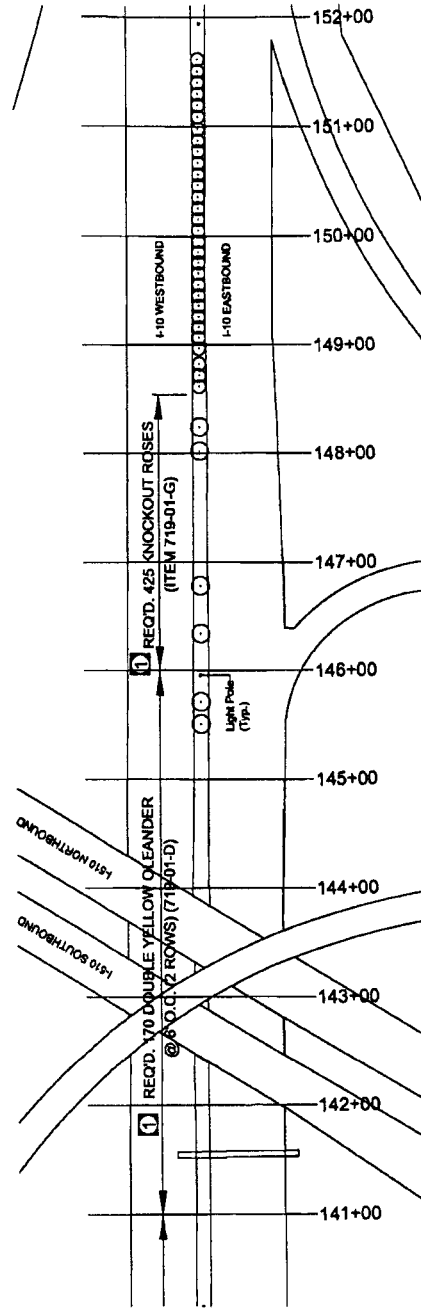 152+00
151+00
150+00
149+00
148+00
147+00
146+00
145+00
144+00
143+00
142+00
141+00
I-10 WESTBOUND
I-10 EASTBOUND
1 REQ'D. 425 KNOCKOUT ROSES
(ITEM 719-01-G)
Light Pole
(Typ.)
I-510 NORTHBOUND
I-510 SOUTHBOUND
1 REQ'D. 170 DOUBLE YELLOW OLEANDER
@ 6' O.C. (2 ROWS) (719-01-D)